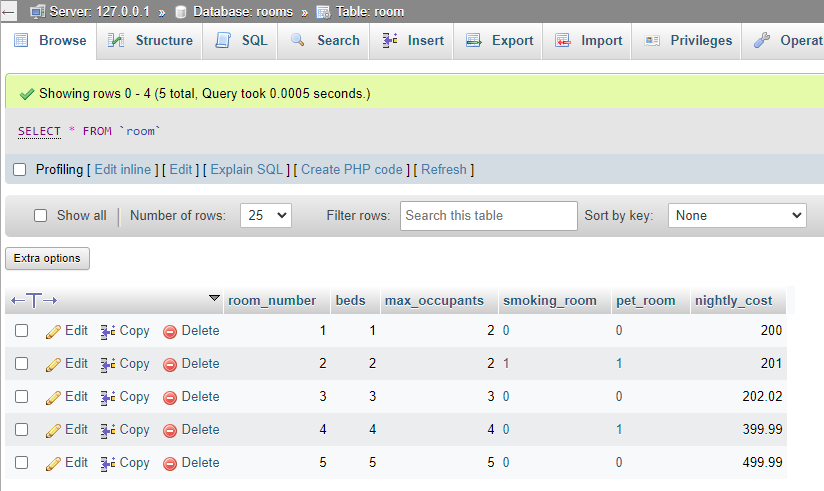 Server: 127.0.0.1 » Database: rooms » Table: room
Browse Structure SQL Search Insert Export Import Privileges Operat
Showing rows 0 - 4 (5 total, Query took 0.0005 seconds.)
SELECT * FROM `room`
Profiling [ Edit inline ] [ Edit ] [ Explain SQL ] [ Create PHP code ] [ Refresh ]
Show all Number of rows: 25 Filter rows: Search this table Sort by key: None
Extra options
room_number beds max_occupants smoking_room pet_room nightly_cost
Edit Copy Delete 1 1 2 0 0 200
Edit Copy Delete 2 2 2 1 1 201
Edit Copy Delete 3 3 3 0 0 202.02
Edit Copy Delete 4 4 4 0 1 399.99
Edit Copy Delete 5 5 5 0 0 499.99